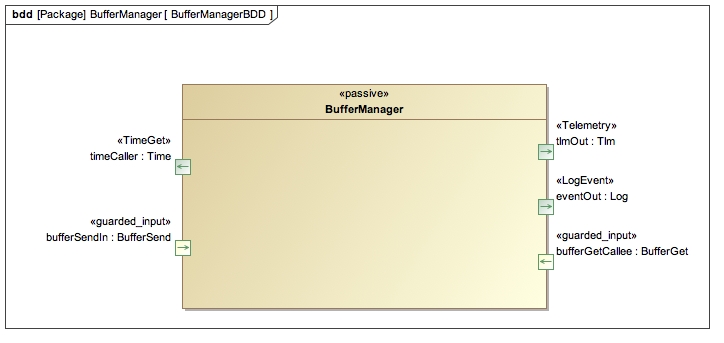 bdd [Package] BufferManager [ BufferManagerBDD ]
«passive»
BufferManager
«TimeGet»
timeCaller : Time
«guarded_input»
bufferSendIn : BufferSend
«Telemetry»
tlmOut : Tlm
«LogEvent»
eventOut : Log
«guarded_input»
bufferGetCallee : BufferGet